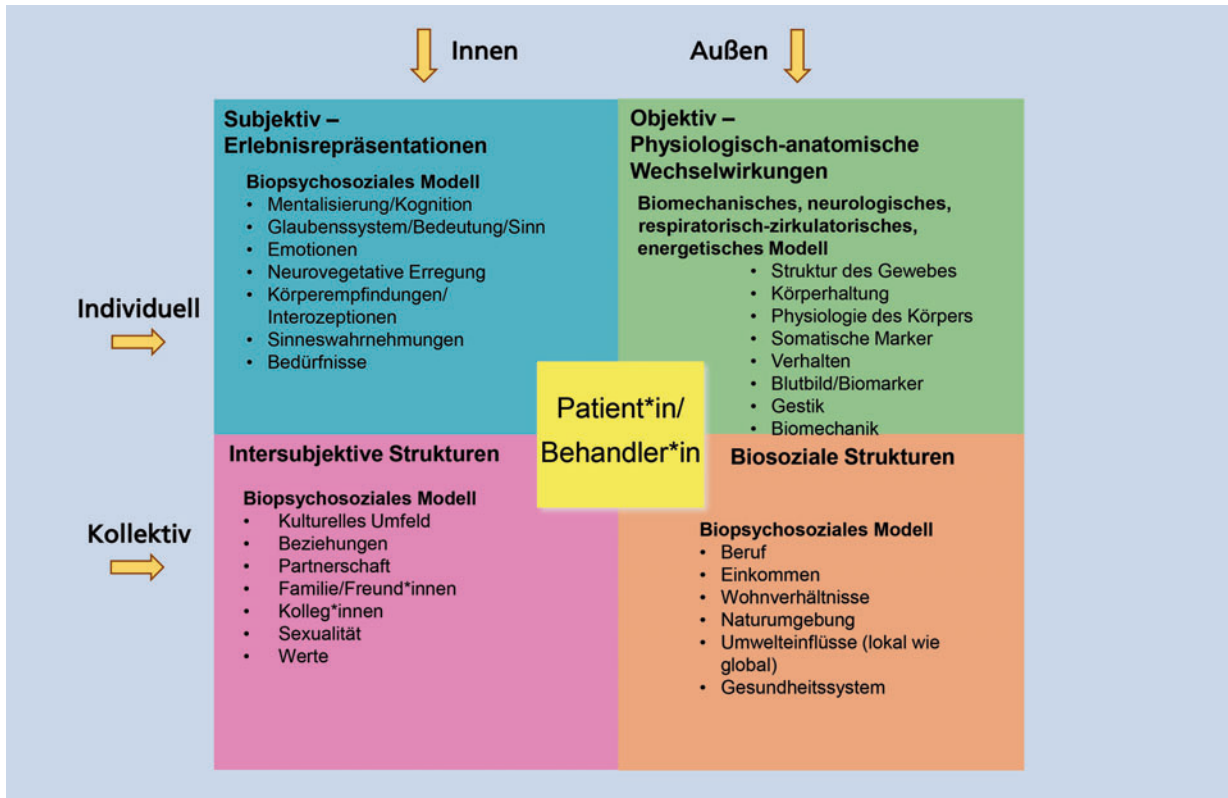 Innen
Außen
Subjektiv –
Erlebnisrepräsentationen
Biopsychosoziales Modell
• Mentalisierung/Kognition
• Glaubenssystem/Bedeutung/Sinn
• Emotionen
• Neurovegetative Erregung
• Körperempfindungen/
Interozeptionen
• Sinneswahrnehmungen
• Bedürfnisse
Objektiv –
Physiologisch-anatomische
Wechselwirkungen
Biomechanisches, neurologisches,
respiratorisch-zirkulatorisches,
energetisches Modell
• Struktur des Gewebes
• Körperhaltung
• Physiologie des Körpers
• Somatische Marker
• Verhalten
• Blutbild/Biomarker
• Gestik
• Biomechanik
Individuell
Patient*in/
Behandler*in
Kollektiv
Intersubjektive Strukturen
Biopsychosoziales Modell
• Kulturelles Umfeld
• Beziehungen
• Partnerschaft
• Familie/Freund*innen
• Kolleg*innen
• Sexualität
• Werte
Biosoziale Strukturen
Biopsychosoziales Modell
• Beruf
• Einkommen
• Wohnverhältnisse
• Naturumgebung
• Umwelteinflüsse (lokal wie
global)
• Gesundheitssystem